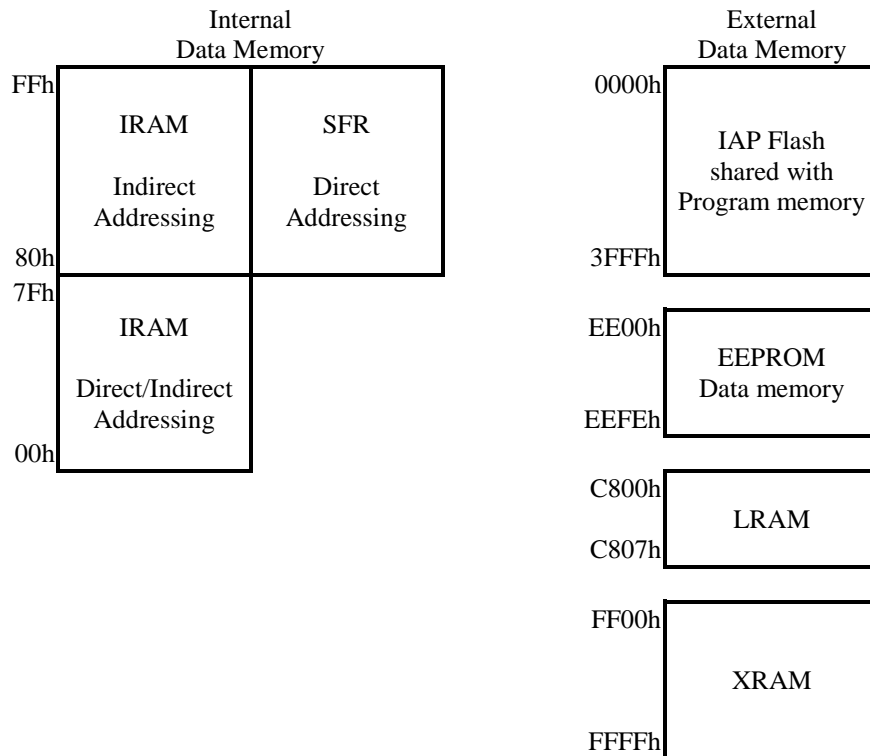 Internal
Data Memory
FFh
IRAM
Indirect
Addressing
80h
SFR
Direct
Addressing
7Fh
IRAM
Direct/Indirect
Addressing
00h
External
Data Memory
0000h
IAP Flash
shared with
Program memory
3FFFh
EE00h
EEPROM
Data memory
EEFEh
C800h
LRAM
C807h
FF00h
XRAM
FFFFh